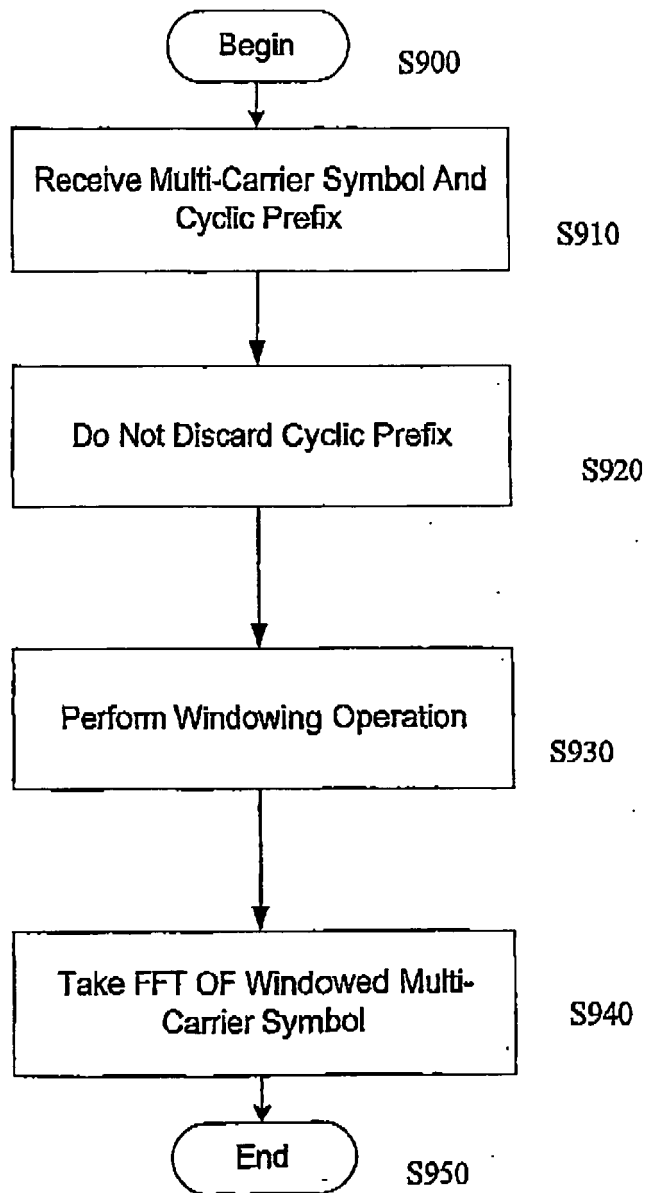 Begin
S900
Receive Multi-Carrier Symbol And
Cyclic Prefix
S910
Do Not Discard Cyclic Prefix
S920
Perform Windowing Operation
S930
Take FFT OF Windowed Multi-
Carrier Symbol
S940
End
S950